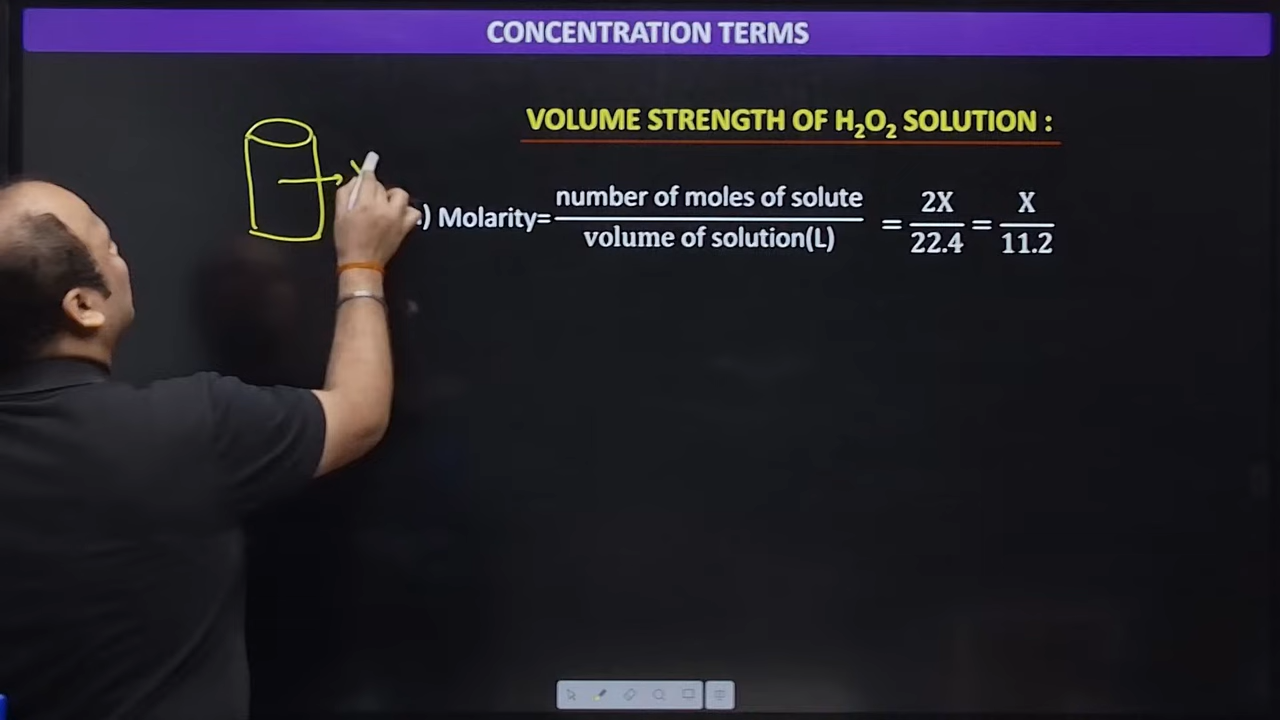 CONCENTRATION TERMS
VOLUME STRENGTH OF H₂O₂ SOLUTION :
.) Molarity= number of moles of solute / volume of solution(L) = 2X / 22.4 = X / 11.2